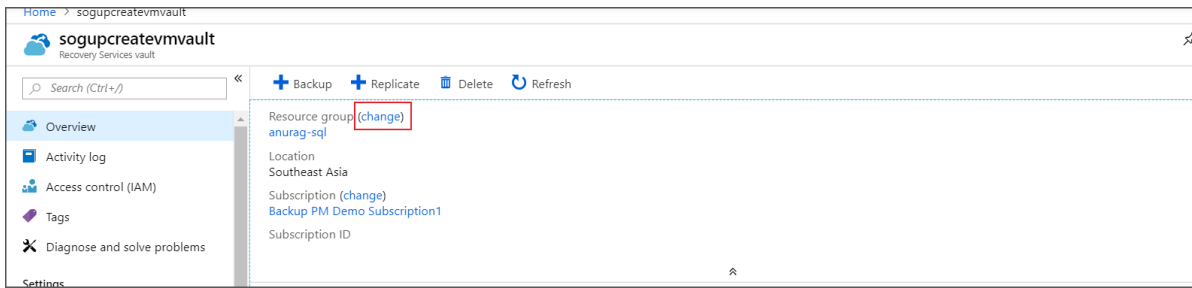 Home > sogupcreatevmvault
sogupcreatevmvault
Recovery Services vault
Search (Ctrl+/)
«
Backup
Replicate
Delete
Refresh
Overview
Activity log
Access control (IAM)
Tags
Diagnose and solve problems
Settings
Resource group (change)
anurag-sql
Location
Southeast Asia
Subscription (change)
Backup PM Demo Subscription1
Subscription ID